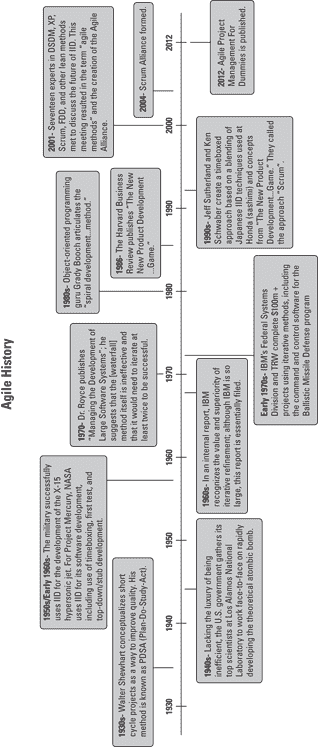 Agile History
1930s- Walter Shewhart conceptualizes short
cycle projects as a way to improve quality. His
method is known as PDSA (Plan-Do-Study-Act).
1950s/Early 1960s- The military successfully
uses IID for the development of the X-15
hypersonic jet. For Project Mercury, NASA
uses IID for its software development,
including use of timeboxing, first test, and
top-down/stub development.
1970- Dr. Royce publishes
"Managing the Development of
Large Software Systems"; he
suggests that the [waterfall]
method itself is ineffective and
that it would need to iterate at
least twice to be successful.
1980s- Object-oriented programming
guru Grady Booch articulates the
"spiral development...method."
1986- The Harvard Business
Review publishes "The New
New Product Development
Game."
2001- Seventeen experts in DSDM, XP,
Scrum, FDD, and other lean methods
met to discuss the future of IID. This
meeting resulted in the term "agile
methods" and the creation of the Agile
Alliance.
2004- Scrum Alliance formed.
1930
1940
1950
1960
1970
1980
1990
2000
2012
1940s- Lacking the luxury of being
inefficient, the U.S. government gathers its
top scientists at Los Alamos National
Laboratory to work face-to-face on rapidly
developing the theoretical atomic bomb.
1960s- In an internal report, IBM
recognizes the value and superiority of
iterative refinement; although IBM is so
large, this report is essentially filed.
Early 1970s- IBM's Federal Systems
Division and TRW complete $100m +
projects using iterative methods, including
the command and control software for the
Ballistic Missile Defense program
1990s- Jeff Sutherland and Ken
Schwaber create a timeboxed
approach based on a blending of
Japanese IID techniques used at
Honda (sashimi) and concepts
from "The New Product
Development...Game." They called
the approach "Scrum".
2012- Agile Project
Management For
Dummies is published.